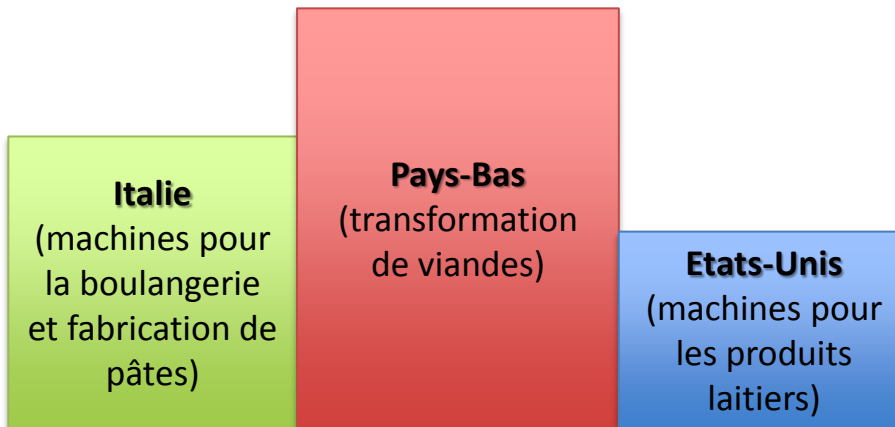 Italie
(machines pour
la boulangerie
et fabrication de
pâtes)
Pays-Bas
(transformation
de viandes)
Etats-Unis
(machines pour
les produits
laitiers)